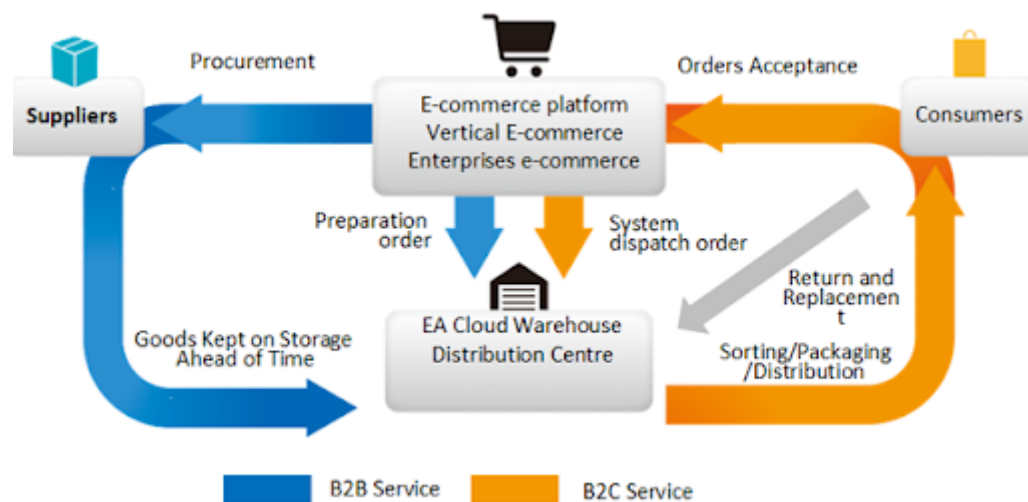 Procurement
Orders Acceptance
Suppliers
E-commerce platform
Vertical E-commerce
Enterprises e-commerce
Consumers
Preparation
order
System
dispatch order
Return and
Replacemen
t
EA Cloud Warehouse
Distribution Centre
Goods Kept on Storage
Ahead of Time
Sorting/Packaging
/Distribution
B2B Service
B2C Service